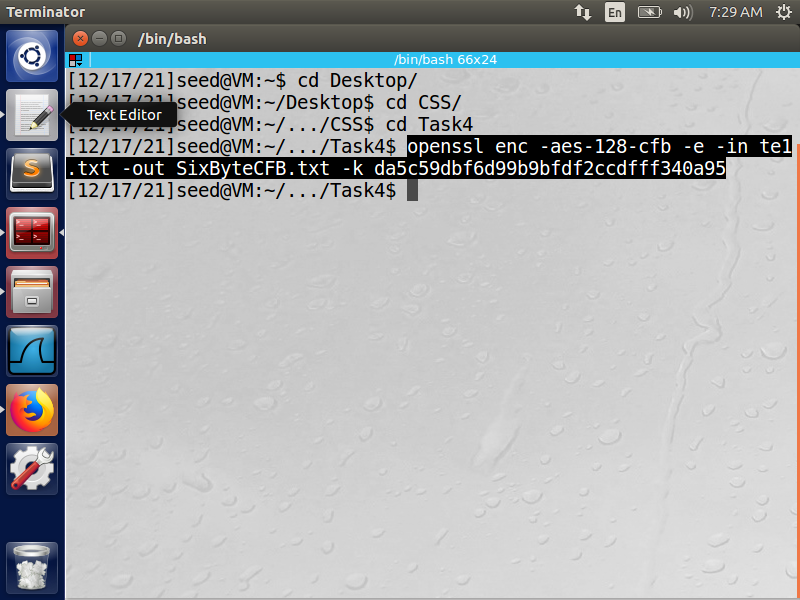 Terminator
En
7:29 AM
/bin/bash
/bin/bash 66x24
[12/17/21]seed@VM:~$ cd Desktop/
[12/17/21]seed@VM:~/Desktop$ cd CSS/
[12/17/21]seed@VM:~/.../CSS$ cd Task4
[12/17/21]seed@VM:~/.../Task4$ openssl enc -aes-128-cfb -e -in te1
.txt -out SixByteCFB.txt -k da5c59dbf6d99b9bfdf2ccdfff340a95
[12/17/21]seed@VM:~/.../Task4$
Text Editor